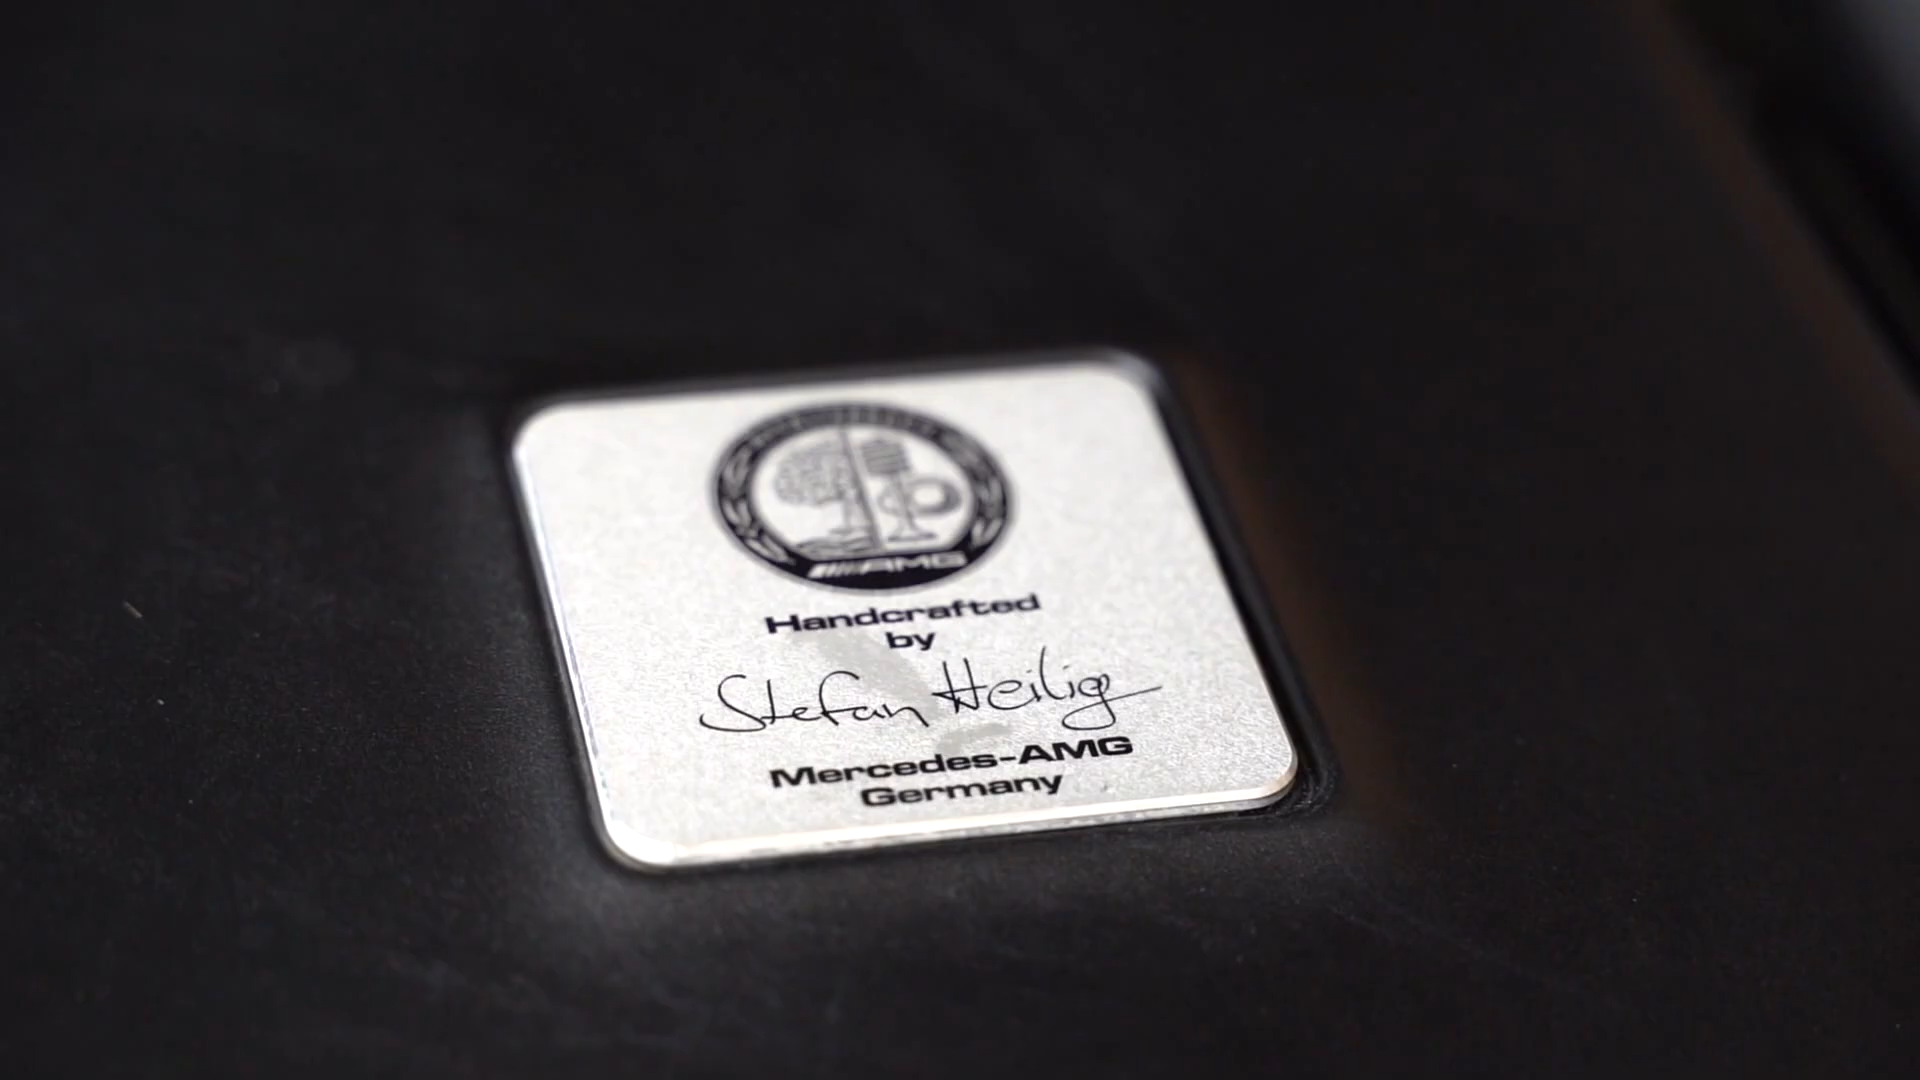 AMG
Handcrafted
by
Stefan Heilig
Mercedes-AMG
Germany